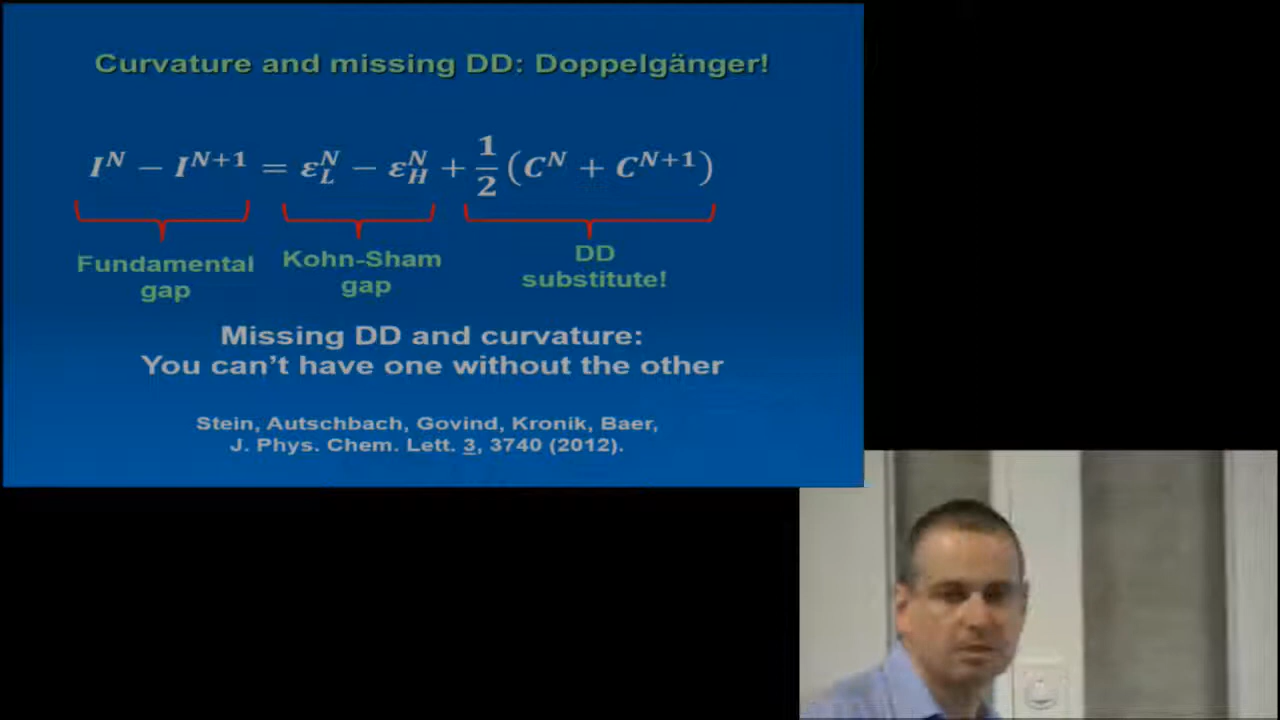 Curvature and missing DD: Doppelgänger!
I^N − I^{N+1} = ε_L^N − ε_H^N + \frac{1}{2}(C^N + C^{N+1})
Fundamental gap
Kohn-Sham gap
DD substitute!
Missing DD and curvature:
You can't have one without the other
Stein, Autschbach, Govind, Kronik, Baer,
J. Phys. Chem. Lett. 3, 3740 (2012).